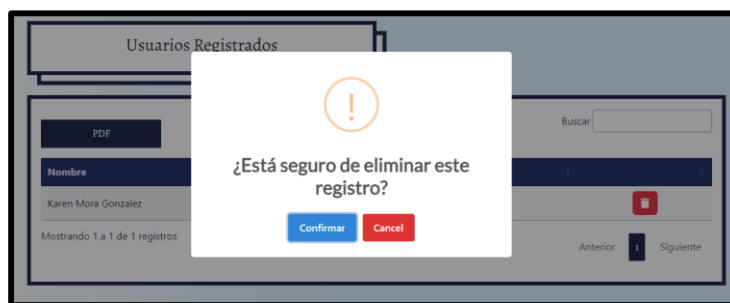 Usuarios Registrados
PDF
Buscar
Nombre
Karen Mora Gonzalez
Mostrando 1 a 1 de 1 registros
Anterior 1 Siguiente
!
¿Está seguro de eliminar este
registro?
Confirmar Cancel